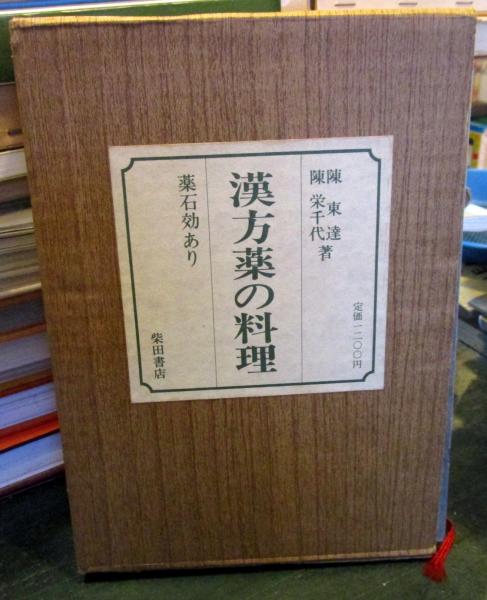 陳東達
陳栄千代著
定価一二〇〇円
漢方薬の料理
薬石効あり
柴田書店